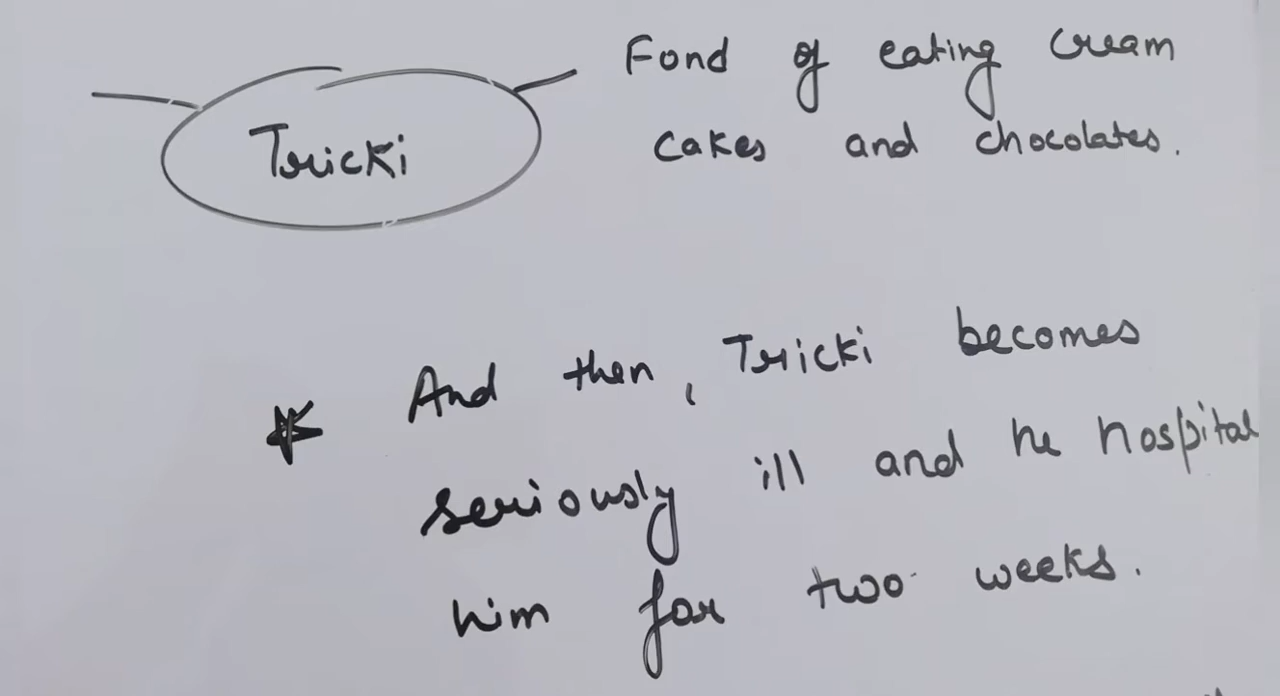 Fond of eating cream
Tricki
cakes and chocolates.
And then, Tricki becomes
seriously ill and he hospital
him for two weeks.